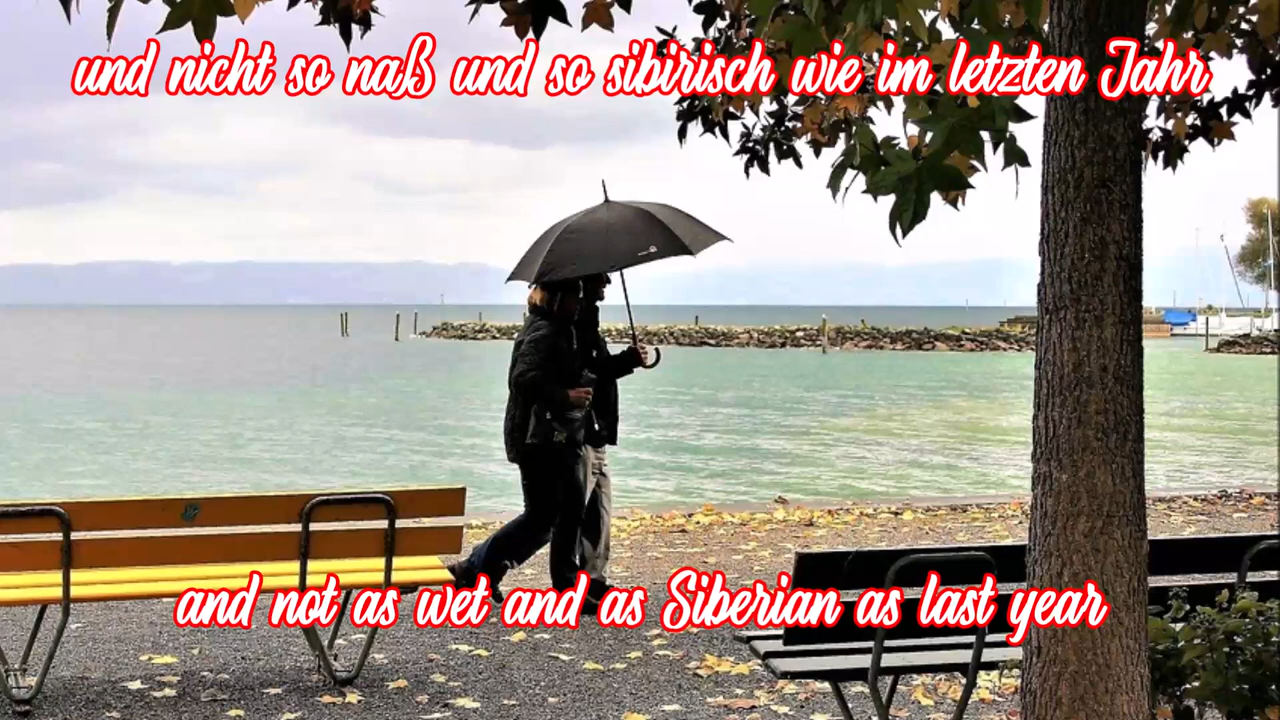 und nicht so naß und so sibirisch wie im letzten Jahr
and not as wet and as Siberian as last year